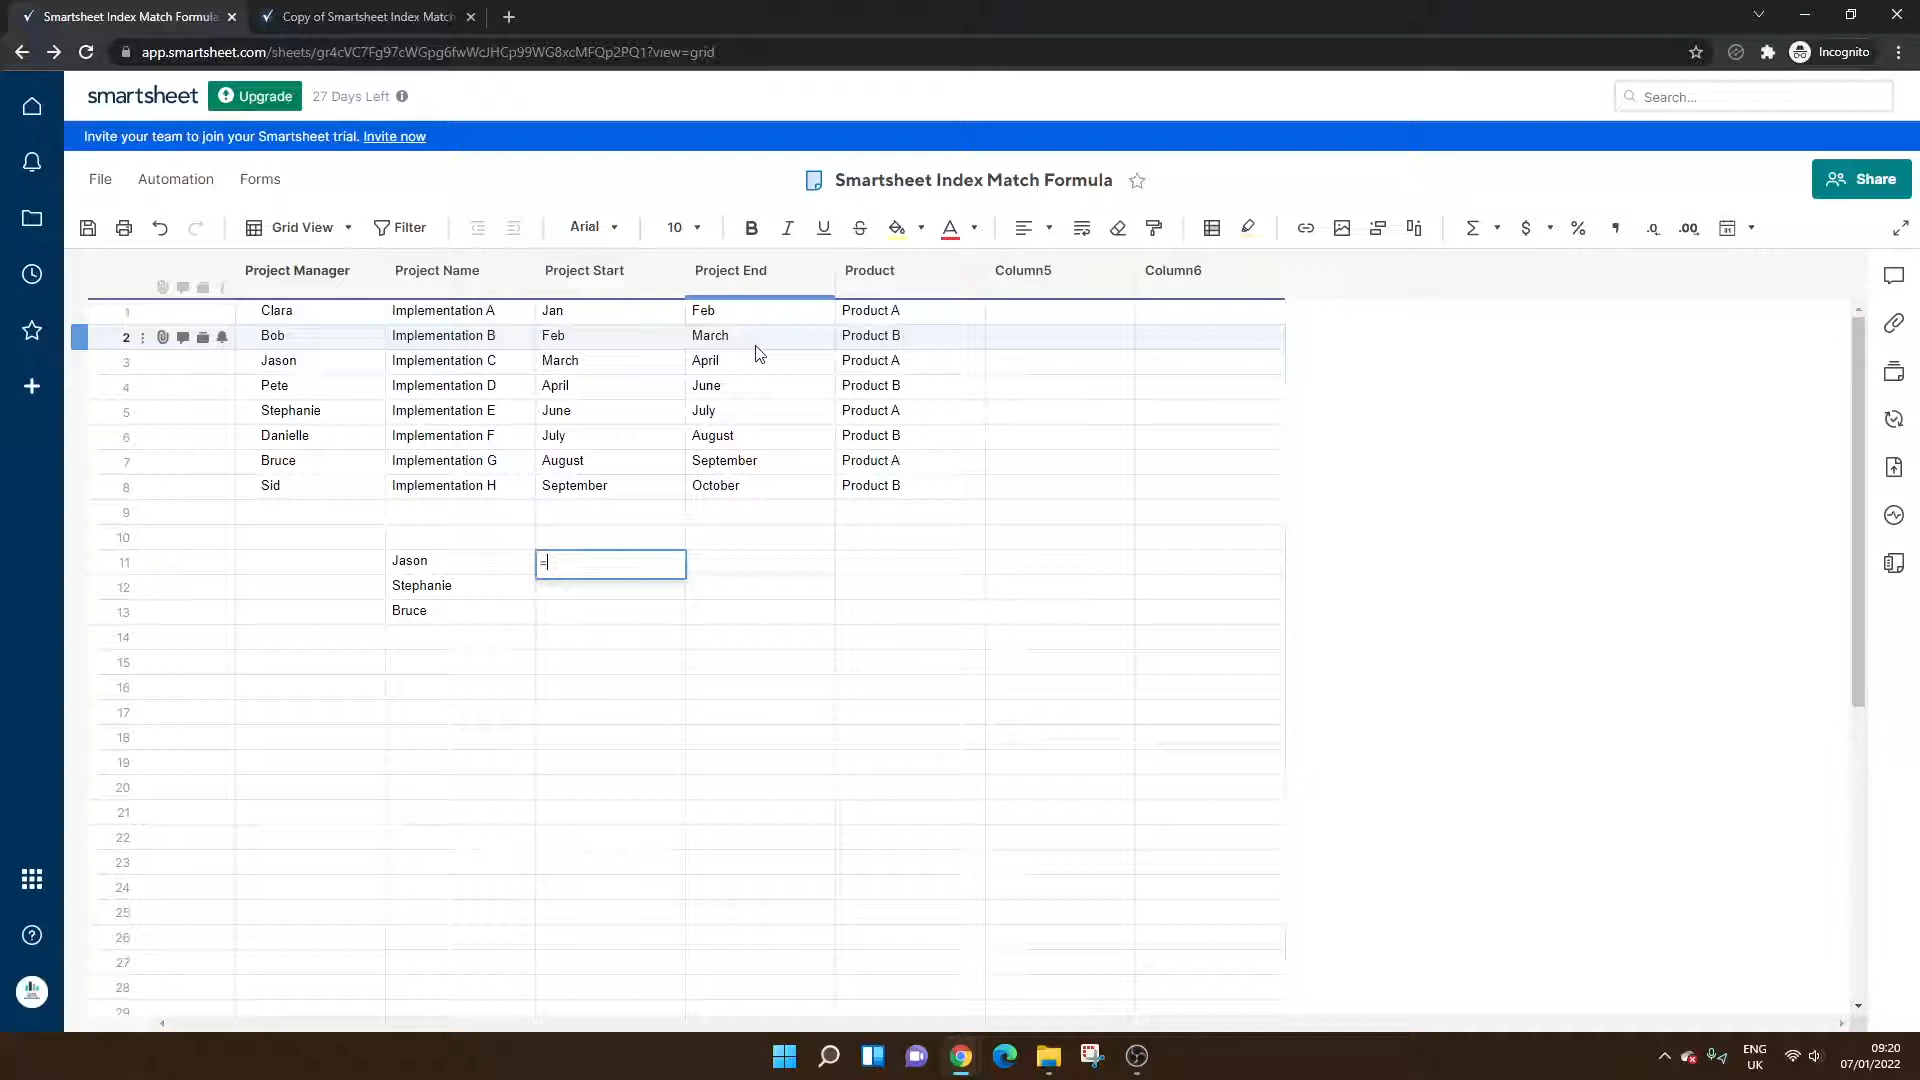 Smartsheet Index Match Formula
Copy of Smartsheet Index Match
app.smartsheet.com/sheets/gr4cVC7Fg97cWGpg6fwWcJHCp99WG8xcMFQp2PQ1?view=grid
Incognito
smartsheet
Upgrade
27 Days Left
Search...
Invite your team to join your Smartsheet trial. Invite now
File
Automation
Forms
Smartsheet Index Match Formula
Share
Grid View
Filter
Arial
10
B
I
U
S
A
Σ
$
%
.0
.00
31
Project Manager
Project Name
Project Start
Project End
Product
Column5
Column6
1 Clara Implementation A Jan Feb Product A
2 Bob Implementation B Feb March Product B
3 Jason Implementation C March April Product A
4 Pete Implementation D April June Product B
5 Stephanie Implementation E June July Product A
6 Danielle Implementation F July August Product B
7 Bruce Implementation G August September Product A
8 Sid Implementation H September October Product B
9
10
11 Jason =
12 Stephanie
13 Bruce
14
15
16
17
18
19
20
21
22
23
24
25
26
27
28
29
ENG
UK
09:20
07/01/2022